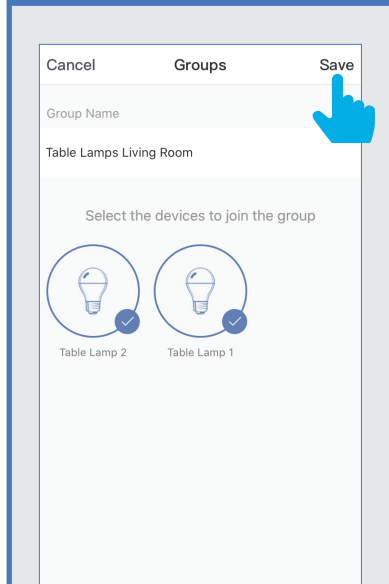 Cancel Groups Save
Group Name
Table Lamps Living Room
Select the devices to join the group
Table Lamp 2 Table Lamp 1